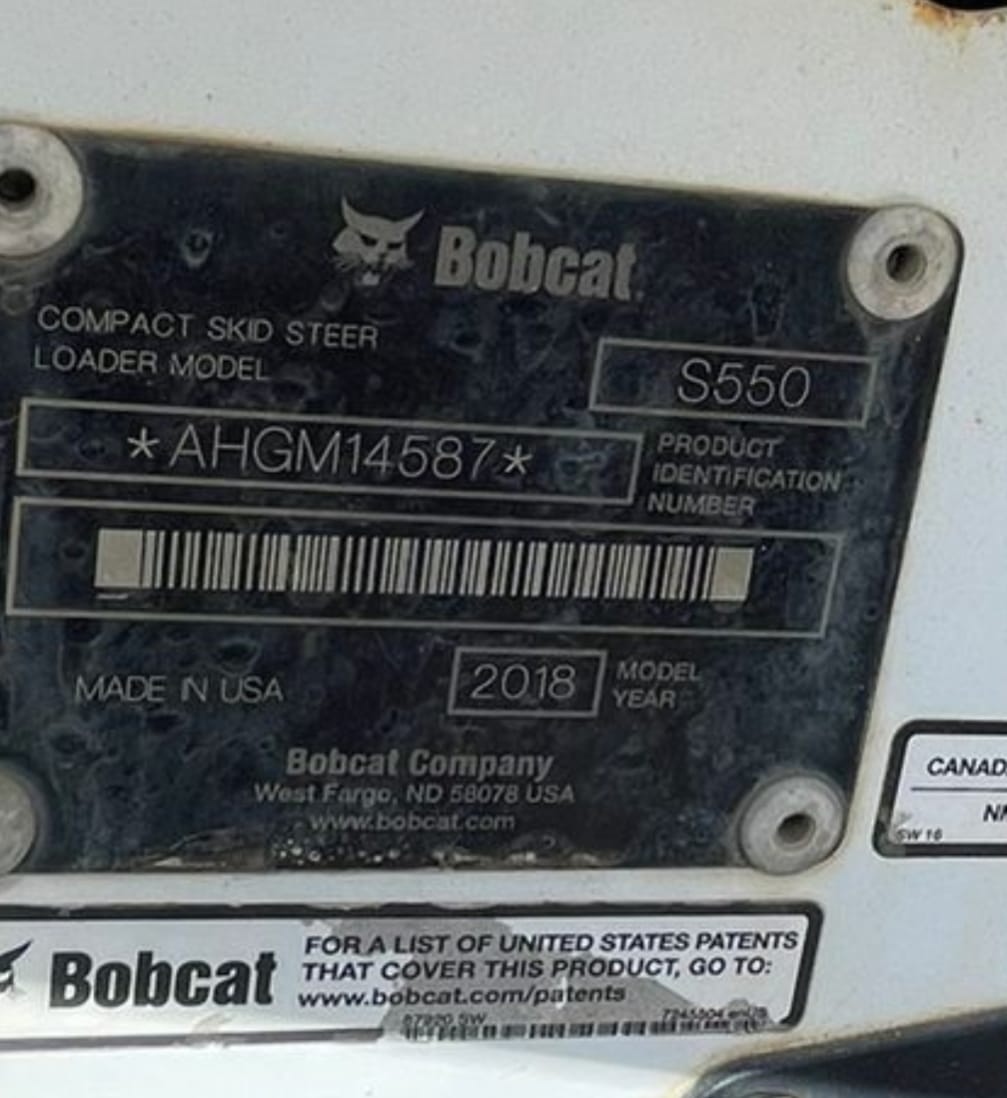 Bobcat
COMPACT SKID STEER
LOADER MODEL
S550
*AHGM14587*
PRODUCT
IDENTIFICATION
NUMBER
MADE IN USA
2018
MODEL
YEAR
Bobcat Company
West Fargo, ND 58078 USA
www.bobcat.com
CANAD
SW 16
Bobcat
FOR A LIST OF UNITED STATES PATENTS
THAT COVER THIS PRODUCT, GO TO:
www.bobcat.com/patents